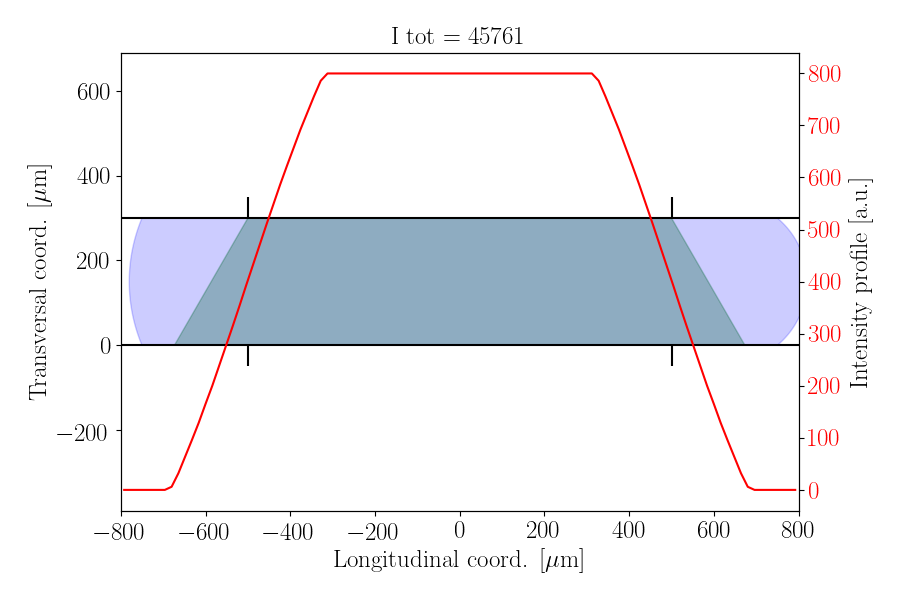 I tot = 45761
Transversal coord. [μm]
600
400
200
0
−200
800
700
600
500
400
300
200
100
0
Intensity profile [a.u.]
−800 −600 −400 −200 0 200 400 600 800
Longitudinal coord. [μm]